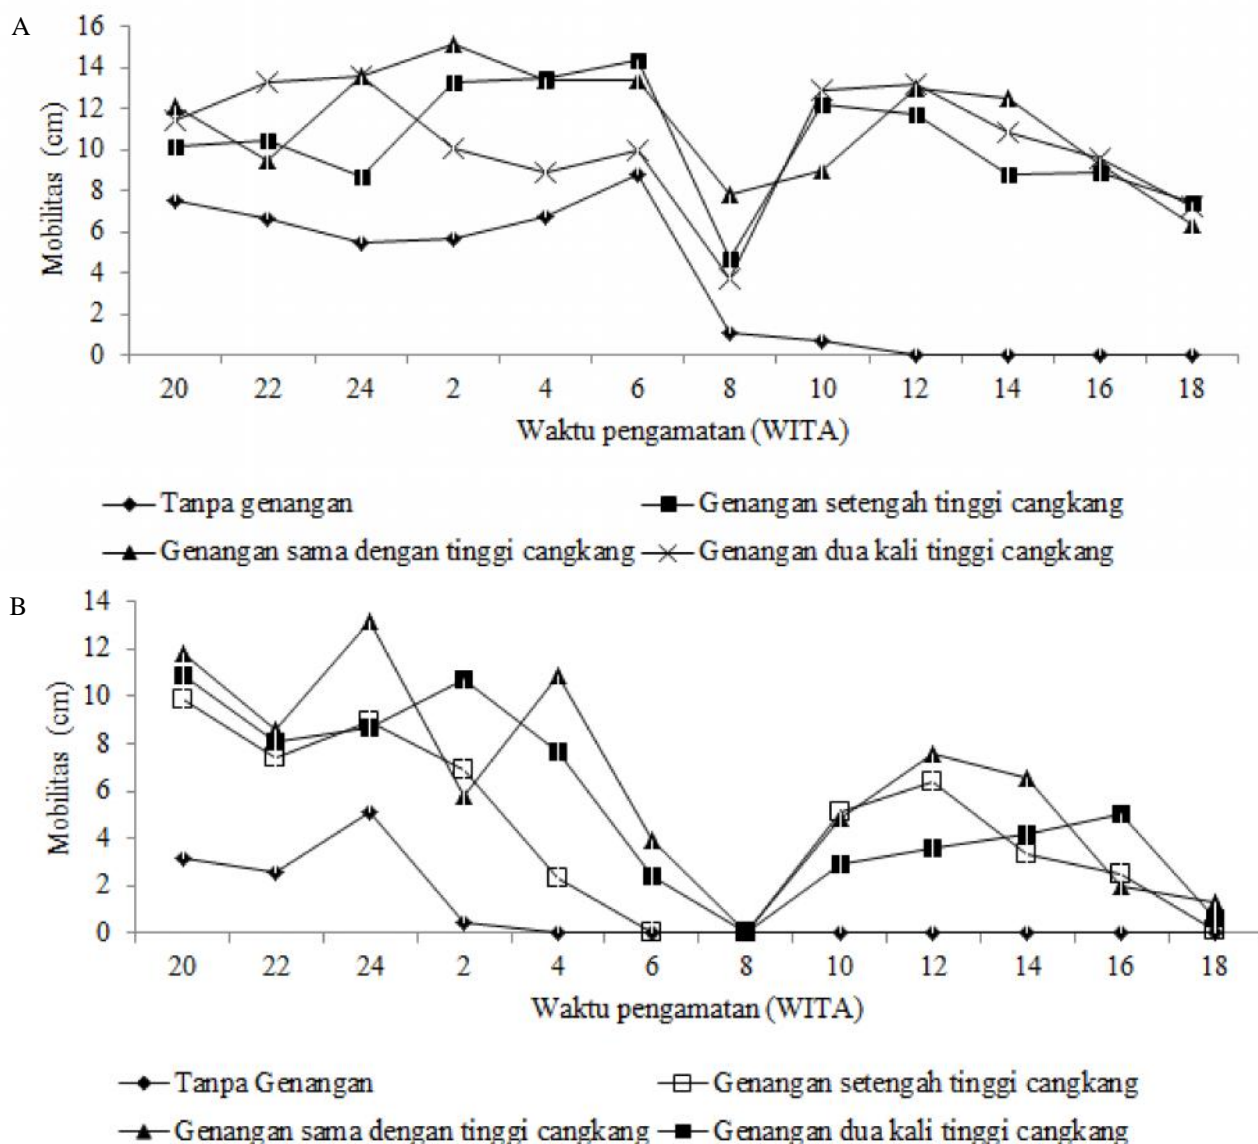 A
16
14
12
10
8
6
4
2
0
Mobilitas (cm)
20 22 24 2 4 6 8 10 12 14 16 18
Waktu pengamatan (WITA)
Tanpa genangan Genangan setengah tinggi cangkang
Genangan sama dengan tinggi cangkang Genangan dua kali tinggi cangkang
B
14
12
10
8
6
4
2
0
Mobilitas (cm)
20 22 24 2 4 6 8 10 12 14 16 18
Waktu pengamatan (WITA)
Tanpa Genangan Genangan setengah tinggi cangkang
Genangan sama dengan tinggi cangkang Genangan dua kali tinggi cangkang